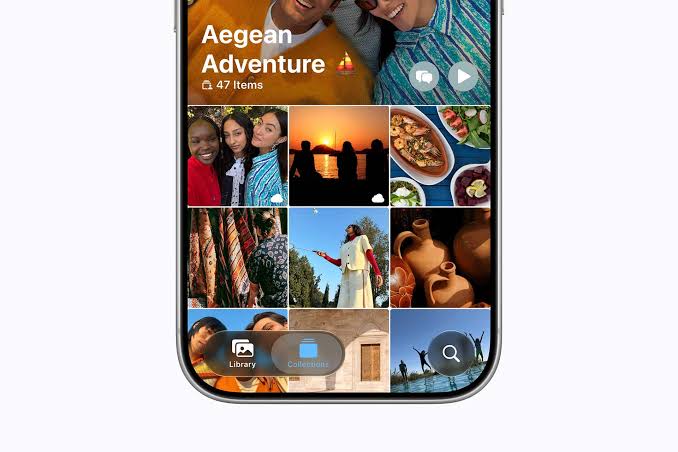 Aegean
Adventure ⛵
47 Items
Library
Collections